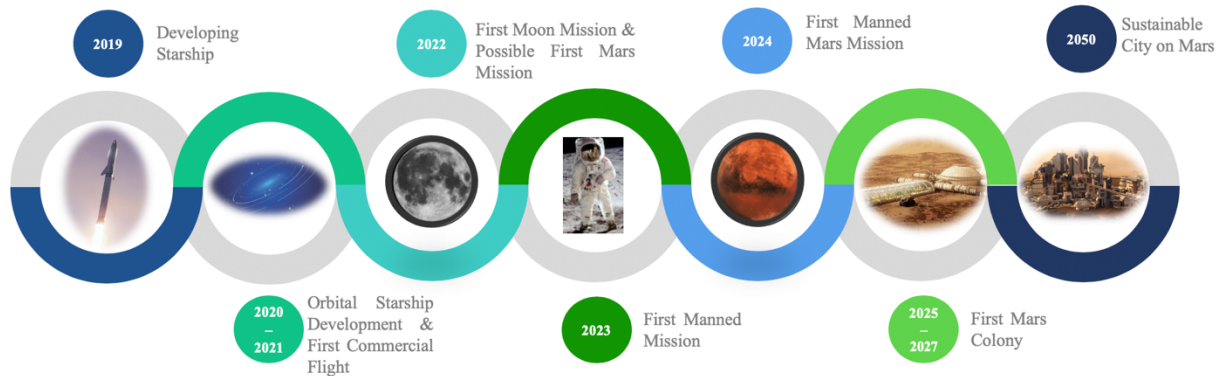 2019
Developing
Starship
2020
–
2021
Orbital Starship
Development &
First Commercial
Flight
2022
First Moon Mission &
Possible First Mars
Mission
2023
First Manned
Mission
2024
First Manned
Mars Mission
2025
–
2027
First Mars
Colony
2050
Sustainable
City on Mars